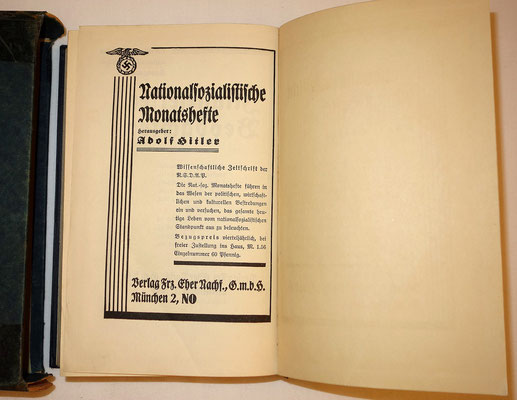 Nationalsozialistische
Monatshefte
Herausgeber:
Adolf Hitler
Wissenschaftliche Zeitschrift der
N.S.D.A.P.
Die Nat.-soz. Monatshefte führen in
das Wesen der politischen, wirtschaft-
lichen und kulturellen Bestrebungen
ein und versuchen, das gesamte heu-
tige Leben vom nationalsozialistischen
Standpunkt aus zu beleuchten.
Bezugspreis vierteljährlich, bei
freier Zustellung ins Haus, M. 1.56
Einzelnummer 60 Pfennig.
Verlag Frz. Eher Nachf., G.m.b.H.
München 2, NO